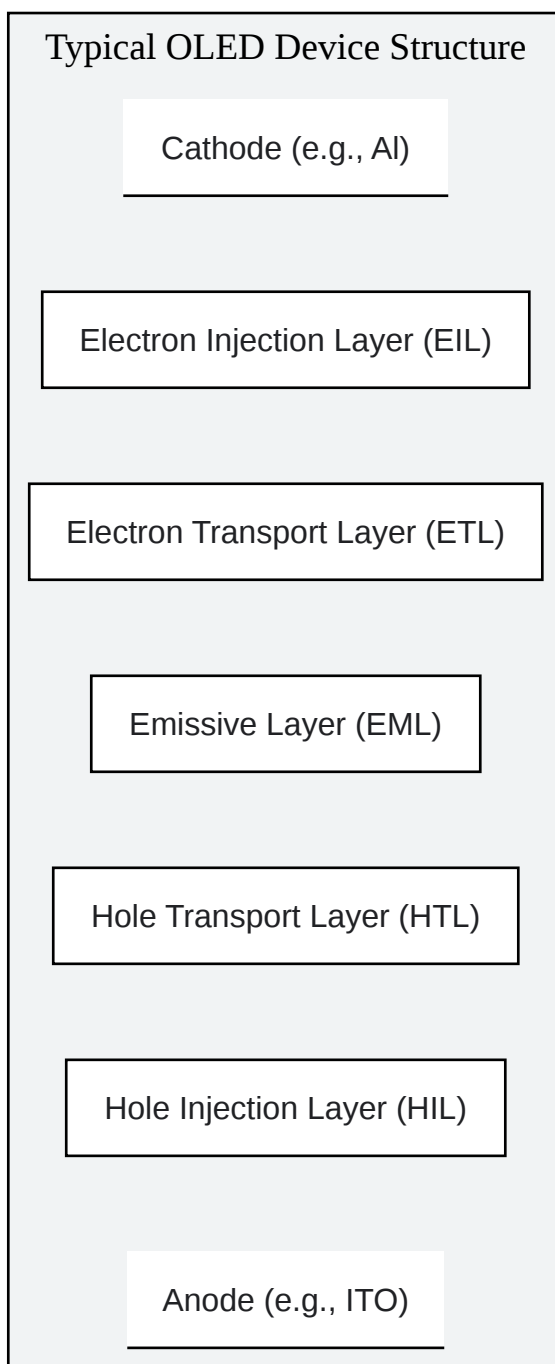 Typical OLED Device Structure
Cathode (e.g., Al)
Electron Injection Layer (EIL)
Electron Transport Layer (ETL)
Emissive Layer (EML)
Hole Transport Layer (HTL)
Hole Injection Layer (HIL)
Anode (e.g., ITO)